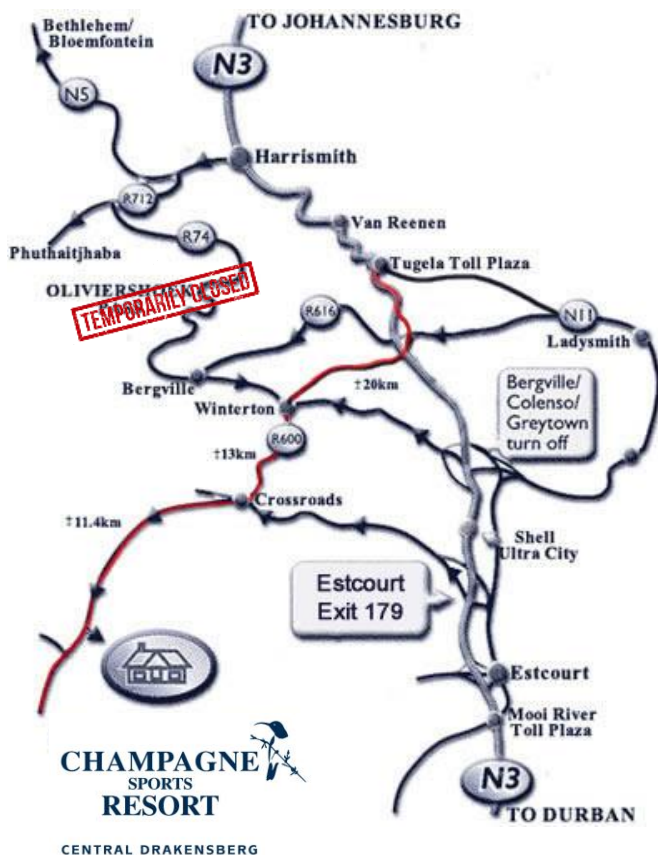 TO JOHANNESBURG
Bethlehem/
Bloemfontein
N3
N5
Harrismith
R712
Van Reenen
R74
Phuthaitjhaba
Tugela Toll Plaza
OLIVIERSHOEK
TEMPORARILY CLOSED
R616
N11
Ladysmith
†20km
Bergville
Bergville/
Colenso/
Greytown
turn off
Winterton
R600
†13km
Crossroads
†11.4km
Shell
Ultra City
Estcourt
Exit 179
Estcourt
Mooi River
Toll Plaza
CHAMPAGNE
SPORTS
RESORT
N3
TO DURBAN
CENTRAL DRAKENSBERG